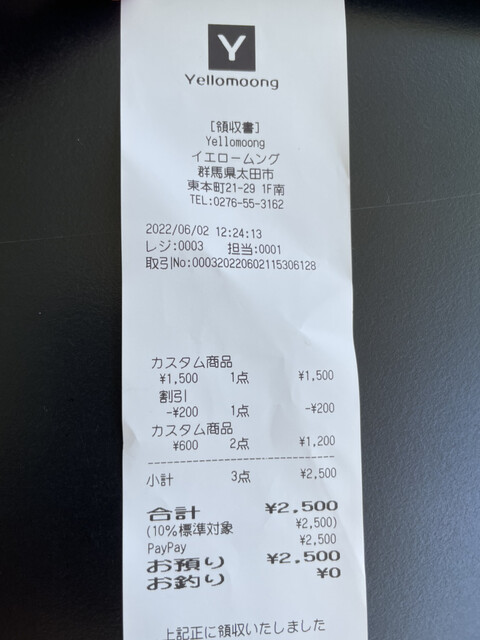 Y
Yellomoong
[領収書]
Yellomoong
イエロームング
群馬県太田市
東本町21-29 1F南
TEL:0276-55-3162
2022/06/02 12:24:13
レジ:0003 担当:0001
取引No:000320220602115306128
カスタム商品
¥1,500 1点 ¥1,500
割引
-¥200 1点 -¥200
カスタム商品
¥600 2点 ¥1,200
小計 3点 ¥2,500
合計 ¥2,500
(10%標準対象 ¥2,500)
PayPay ¥2,500
お預り ¥2,500
お釣り ¥0
上記正に領収いたしました